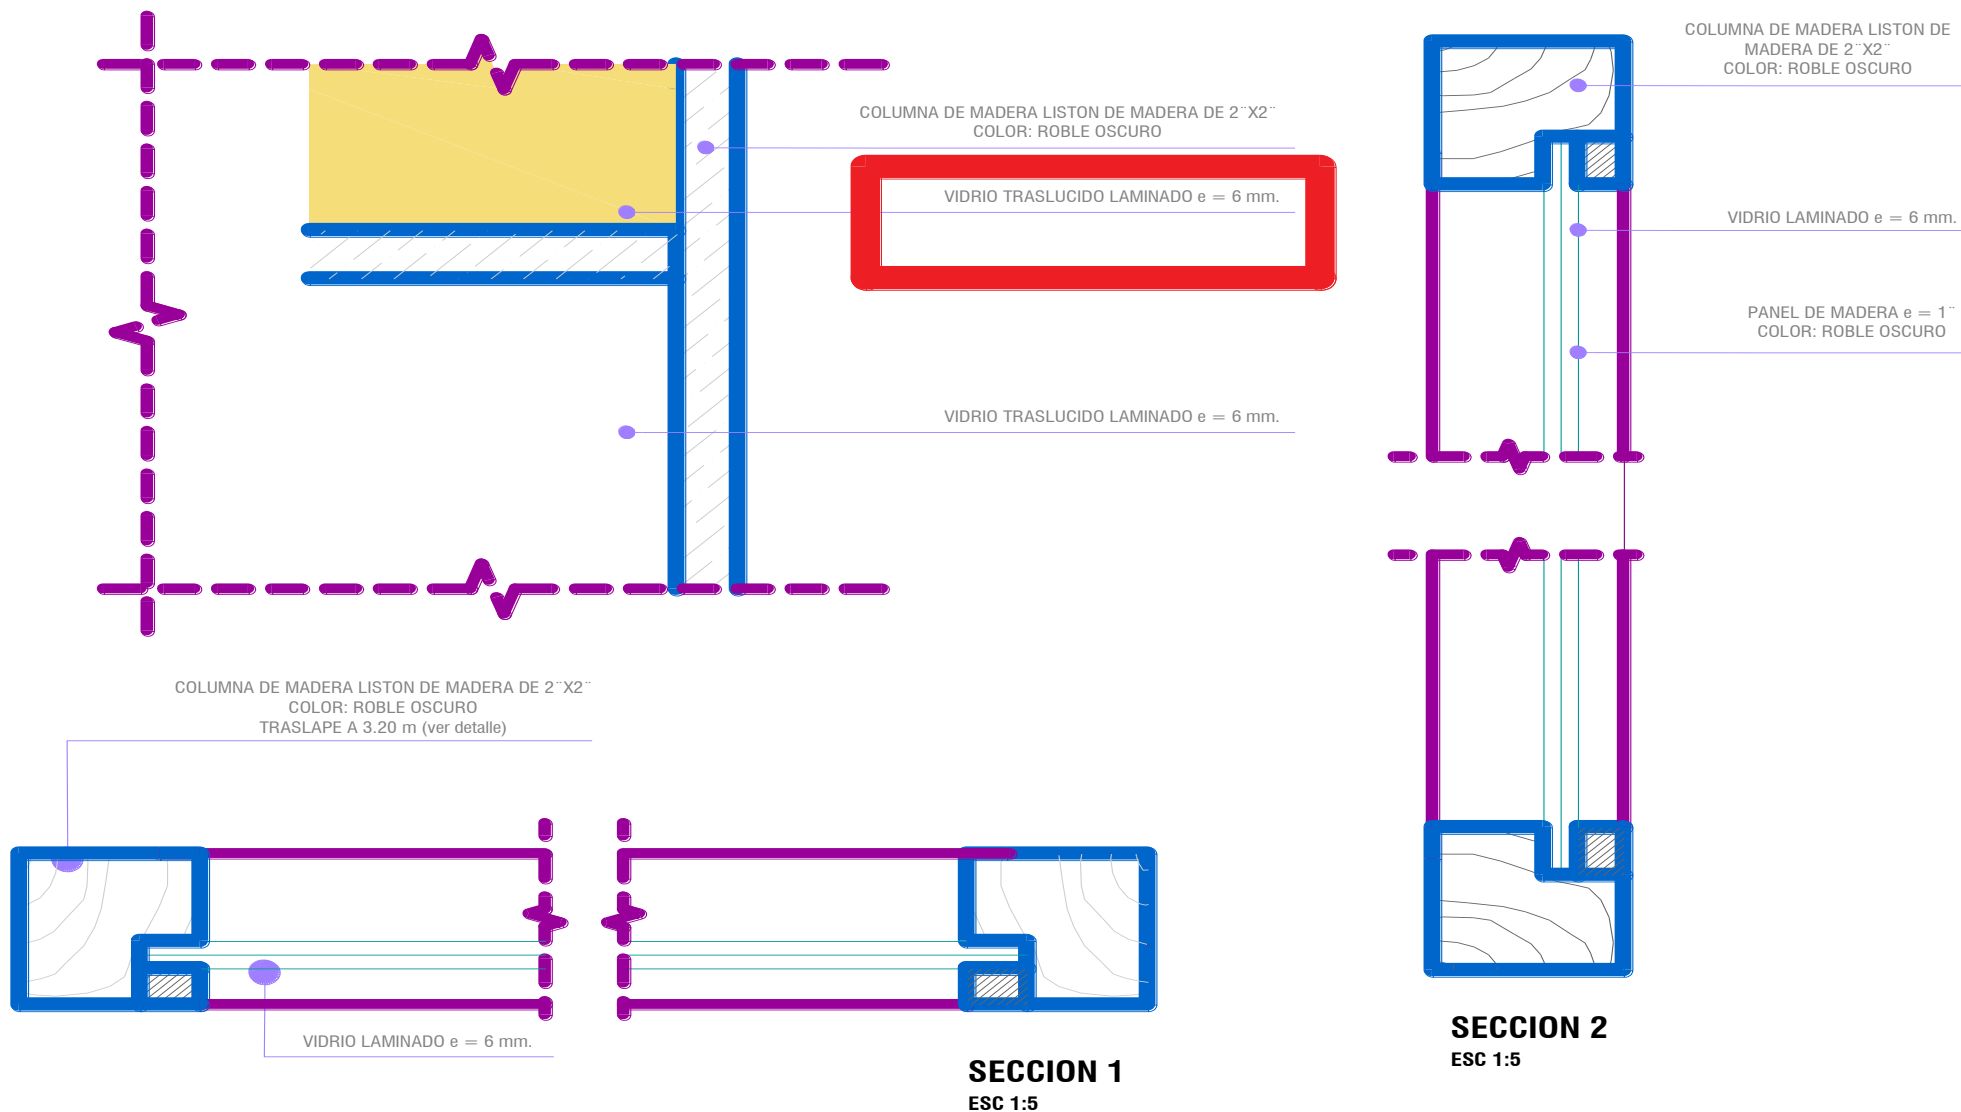 COLUMNA DE MADERA LISTON DE MADERA DE 2¨X2¨
COLOR: ROBLE OSCURO
VIDRIO TRASLUCIDO LAMINADO e = 6 mm.
VIDRIO TRASLUCIDO LAMINADO e = 6 mm.
COLUMNA DE MADERA LISTON DE
MADERA DE 2¨X2¨
COLOR: ROBLE OSCURO
VIDRIO LAMINADO e = 6 mm.
PANEL DE MADERA e = 1¨
COLOR: ROBLE OSCURO
COLUMNA DE MADERA LISTON DE MADERA DE 2¨X2¨
COLOR: ROBLE OSCURO
TRASLAPE A 3.20 m (ver detalle)
VIDRIO LAMINADO e = 6 mm.
SECCION 1
ESC 1:5
SECCION 2
ESC 1:5